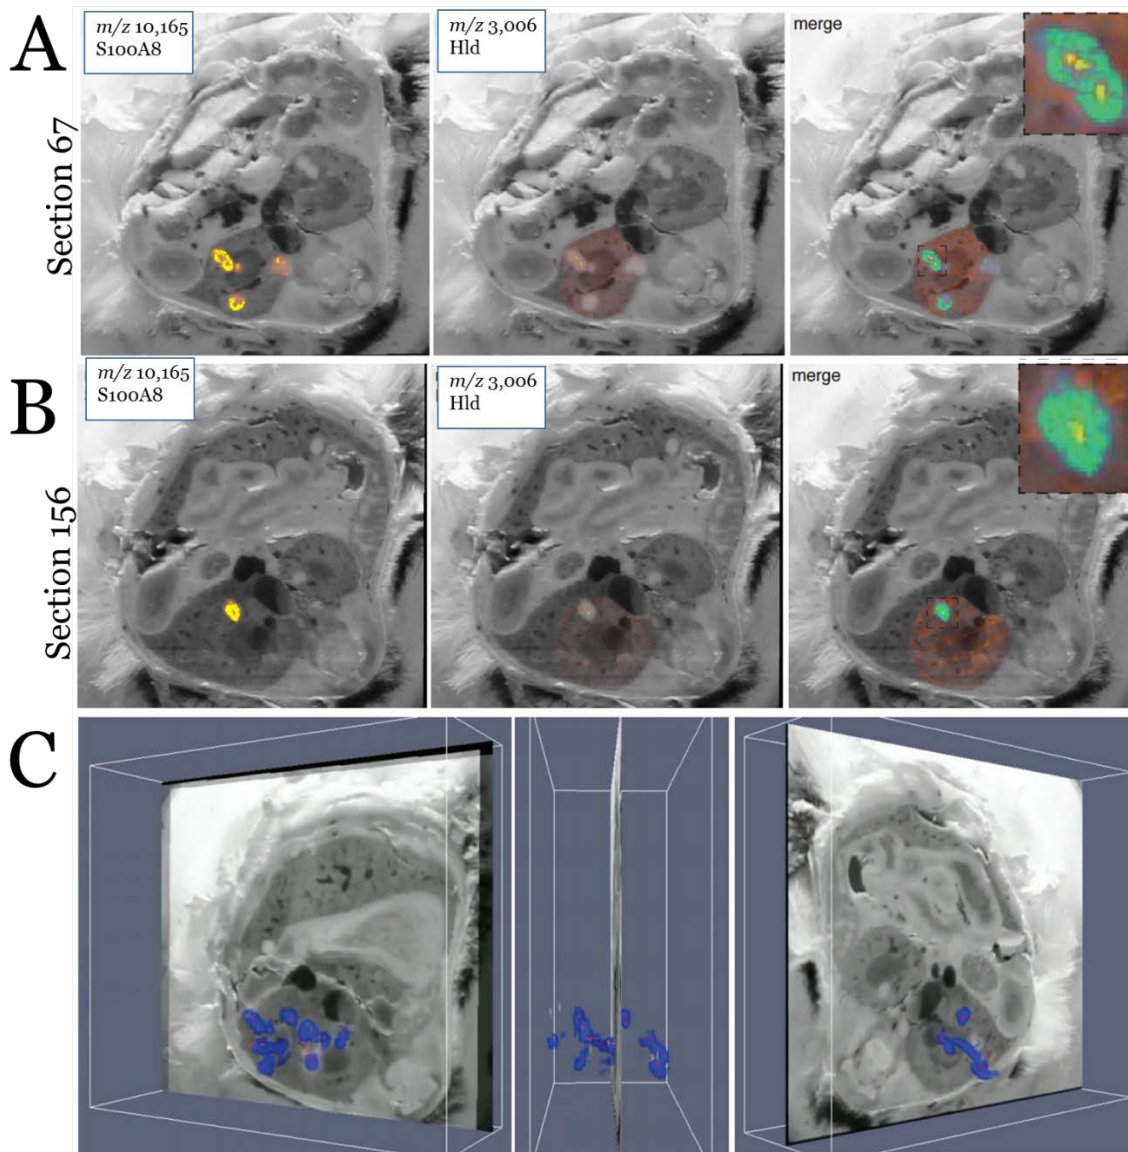 A
Section 67
m/z 10,165
S100A8
m/z 3,006
Hld
merge
B
Section 156
m/z 10,165
S100A8
m/z 3,006
Hld
merge
C